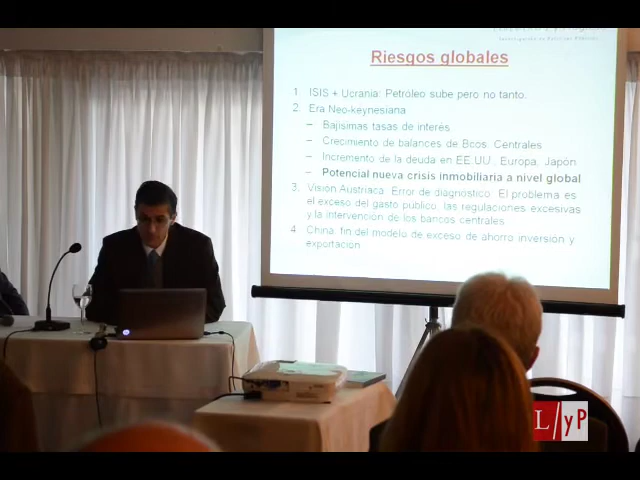 Riesgos globales
1. ISIS + Ucrania: Petróleo sube pero no tanto.
2. Era Neo-keynesiana
– Bajísimas tasas de interés
– Crecimiento de balances de Bcos. Centrales
– Incremento de la deuda en EE.UU., Europa, Japón
– Potencial nueva crisis inmobiliaria a nivel global
3. Visión Austríaca: Error de diagnóstico: El problema es
el exceso del gasto público, las regulaciones excesivas
y la intervención de los bancos centrales
4. China: fin del modelo de exceso de ahorro inversión y
exportación
L/yP